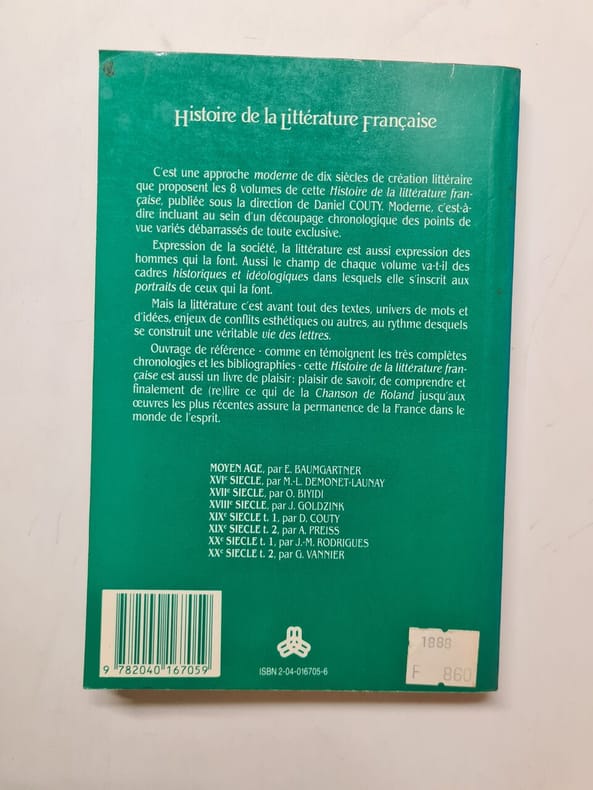 Histoire de la Littérature Française
C'est une approche moderne de dix siècles de création littéraire
que proposent les 8 volumes de cette Histoire de la littérature fran-
çaise, publiée sous la direction de Daniel COUTY. Moderne, c'est-à-
dire incluant au sein d'un découpage chronologique des points de
vue variés débarrassés de toute exclusive.
Expression de la société, la littérature est aussi expression des
hommes qui la font. Aussi le champ de chaque volume va-t-il des
cadres historiques et idéologiques dans lesquels elle s'inscrit aux
portraits de ceux qui la font.
Mais la littérature c'est avant tout des textes, univers de mots et
d'idées, enjeux de conflits esthétiques ou autres, au rythme desquels
se construit une véritable vie des lettres.
Ouvrage de référence - comme en témoignent les très complètes
chronologies et les bibliographies - cette Histoire de la littérature fran-
çaise est aussi un livre de plaisir : plaisir de savoir, de comprendre et
finalement de (re)lire ce qui de la Chanson de Roland jusqu'aux
œuvres les plus récentes assure la permanence de la France dans le
monde de l'esprit.
MOYEN AGE, par E. BAUMGARTNER
XVIe SIECLE, par M.-L. DEMONET-LAUNAY
XVIIe SIECLE, par O. BIYIDI
XVIIIe SIECLE, par J. GOLDZINK
XIXe SIECLE t. 1, par D. COUTY
XIXe SIECLE t. 2, par A. PREISS
XXe SIECLE t. 1, par J.-M. RODRIGUES
XXe SIECLE t. 2, par G. VANNIER
9 782040 167059
ISBN 2-04-016705-6
1888
F 860